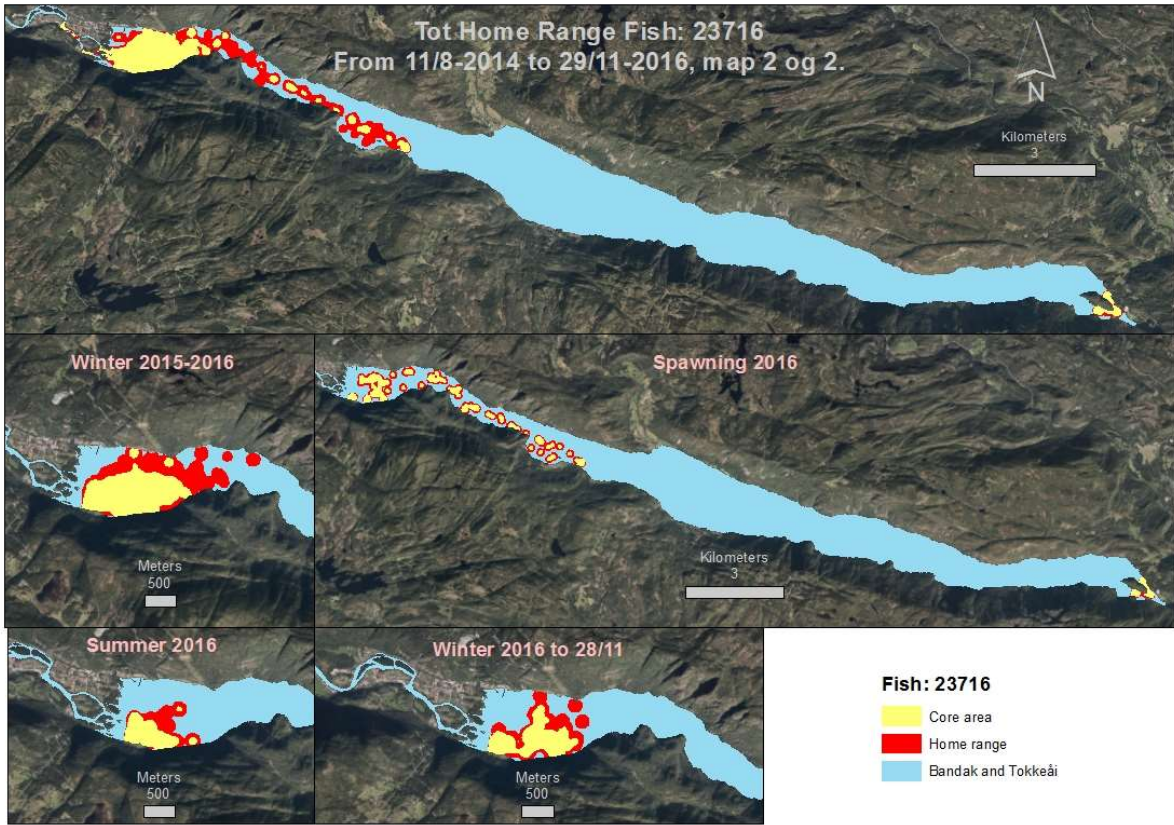 Tot Home Range Fish: 23716
From 11/8-2014 to 29/11-2016, map 2 og 2.
N
Kilometers
3
Winter 2015-2016
Meters
500
Spawning 2016
Kilometers
3
Summer 2016
Meters
500
Winter 2016 to 28/11
Meters
500
Fish: 23716
Core area
Home range
Bandak and Tokkeåi